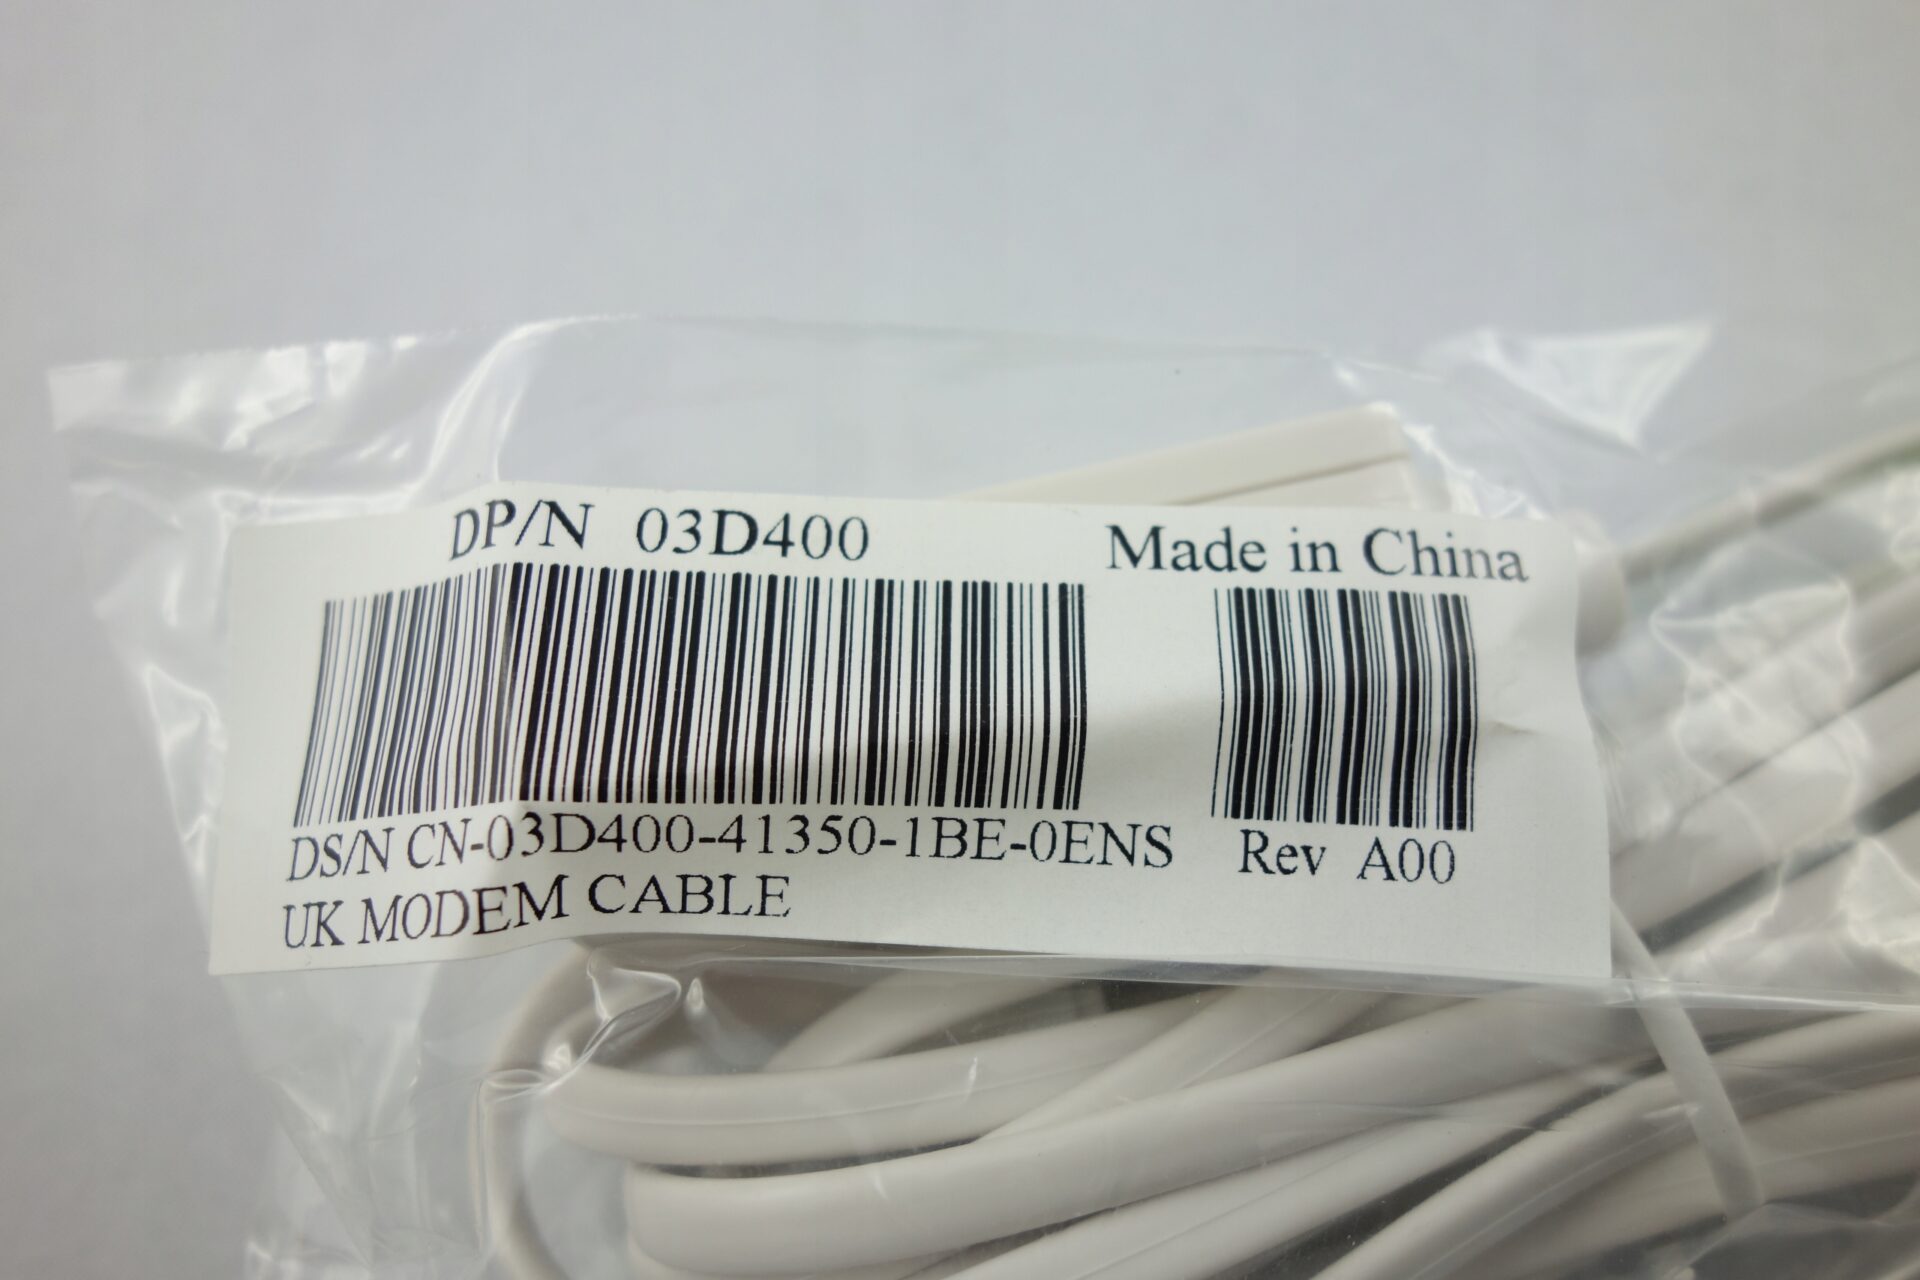 DP/N 03D400
Made in China
DS/N CN-03D400-41350-1BE-0ENS
Rev A00
UK MODEM CABLE